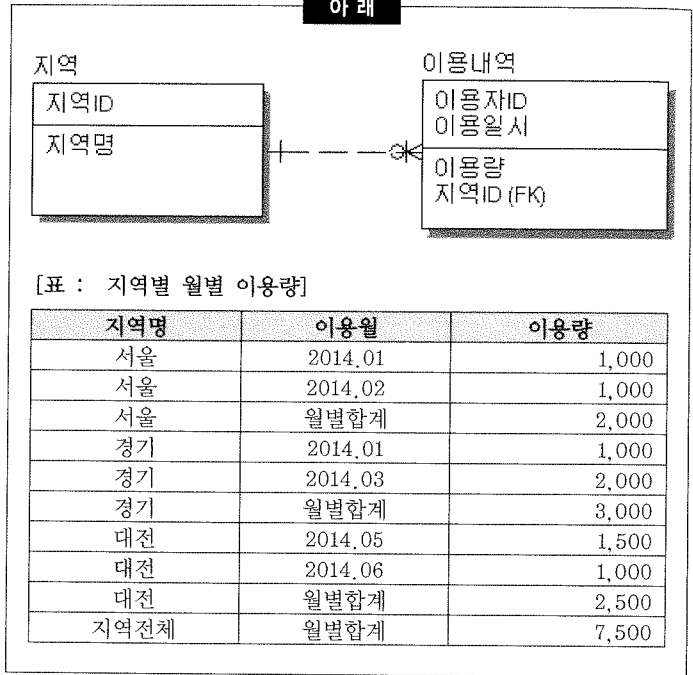 아 래
지역
지역ID
지역명
이용내역
이용자ID
이용일시
이용량
지역ID (FK)
[표 : 지역별 월별 이용량]
지역명 이용월 이용량
서울 2014.01 1,000
서울 2014.02 1,000
서울 월별합계 2,000
경기 2014.01 1,000
경기 2014.03 2,000
경기 월별합계 3,000
대전 2014.05 1,500
대전 2014.06 1,000
대전 월별합계 2,500
지역전체 월별합계 7,500